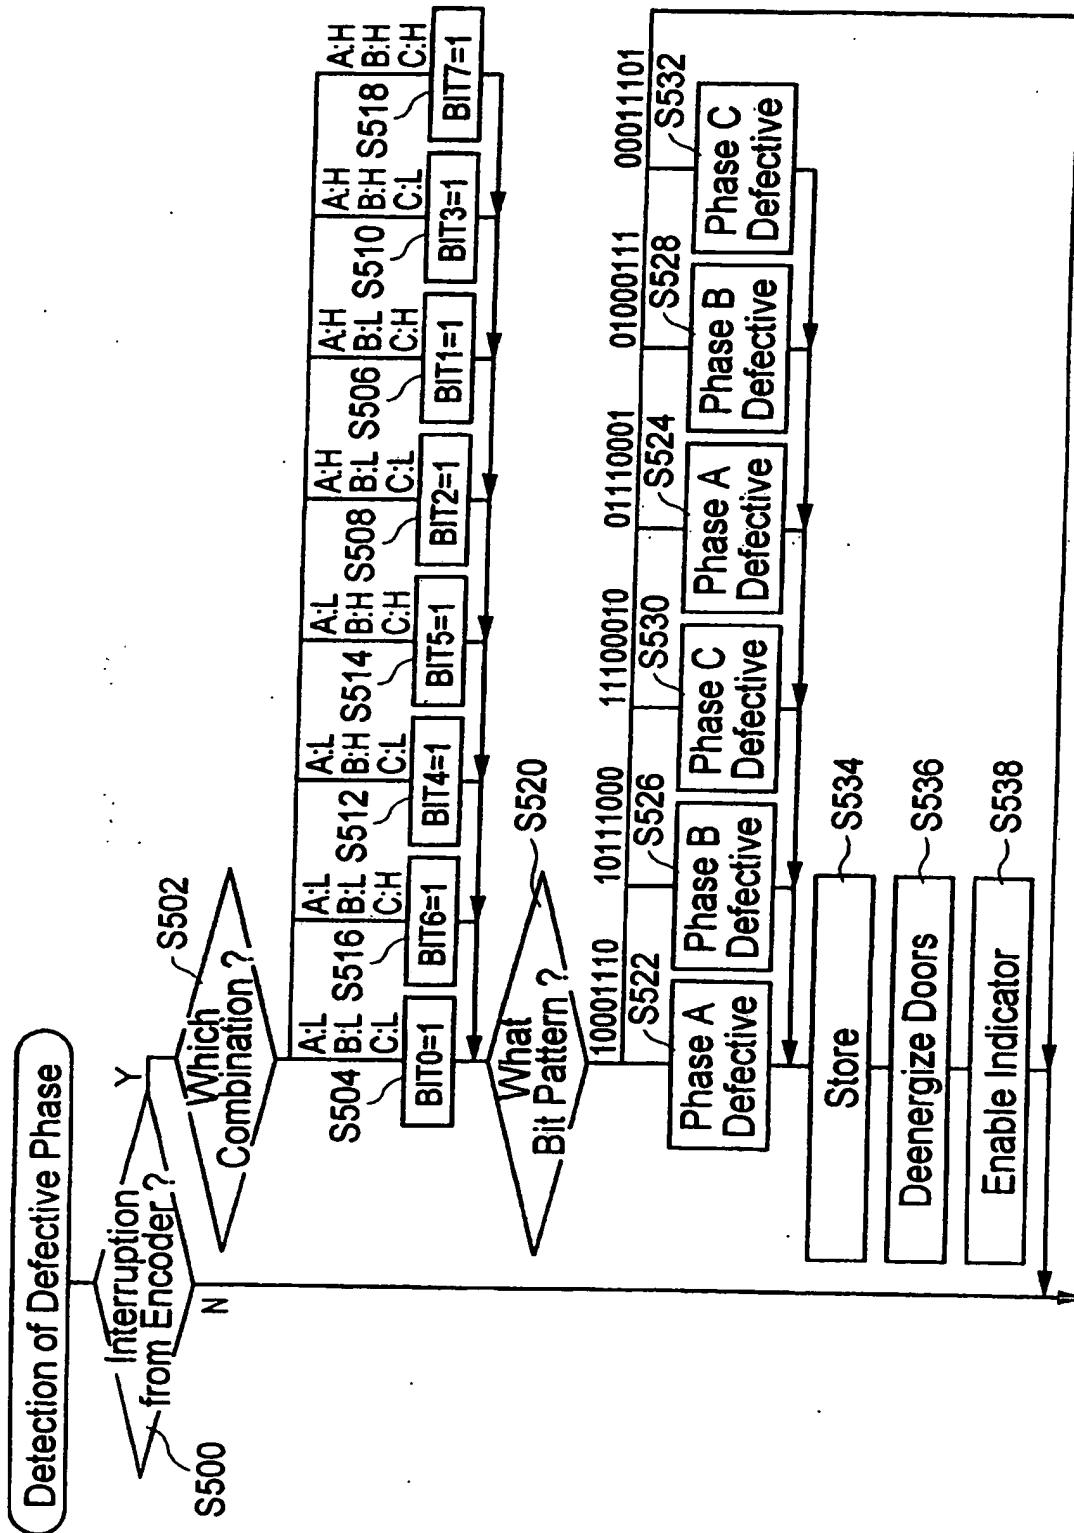 Detection of Defective Phase
S500
Interruption
from Encoder ?
Y
N
S502
Which
Combination ?
A:L
B:L
C:L
S504
BIT0=1
A:L
B:L
C:H
S516
BIT6=1
A:L
B:H
C:L
S512
BIT4=1
A:L
B:H
C:H
S514
BIT5=1
A:H
B:L
C:L
S508
BIT2=1
A:H
B:L
C:H
S506
BIT1=1
A:H
B:H
C:L
S510
BIT3=1
A:H
B:H
C:H
S518
BIT7=1
S520
What
Bit Pattern ?
10001110
S522
Phase A
Defective
10111000
S526
Phase B
Defective
11100010
S530
Phase C
Defective
01110001
S524
Phase A
Defective
01000111
S528
Phase B
Defective
00011101
S532
Phase C
Defective
Store
S534
Deenergize Doors
S536
Enable Indicator
S538